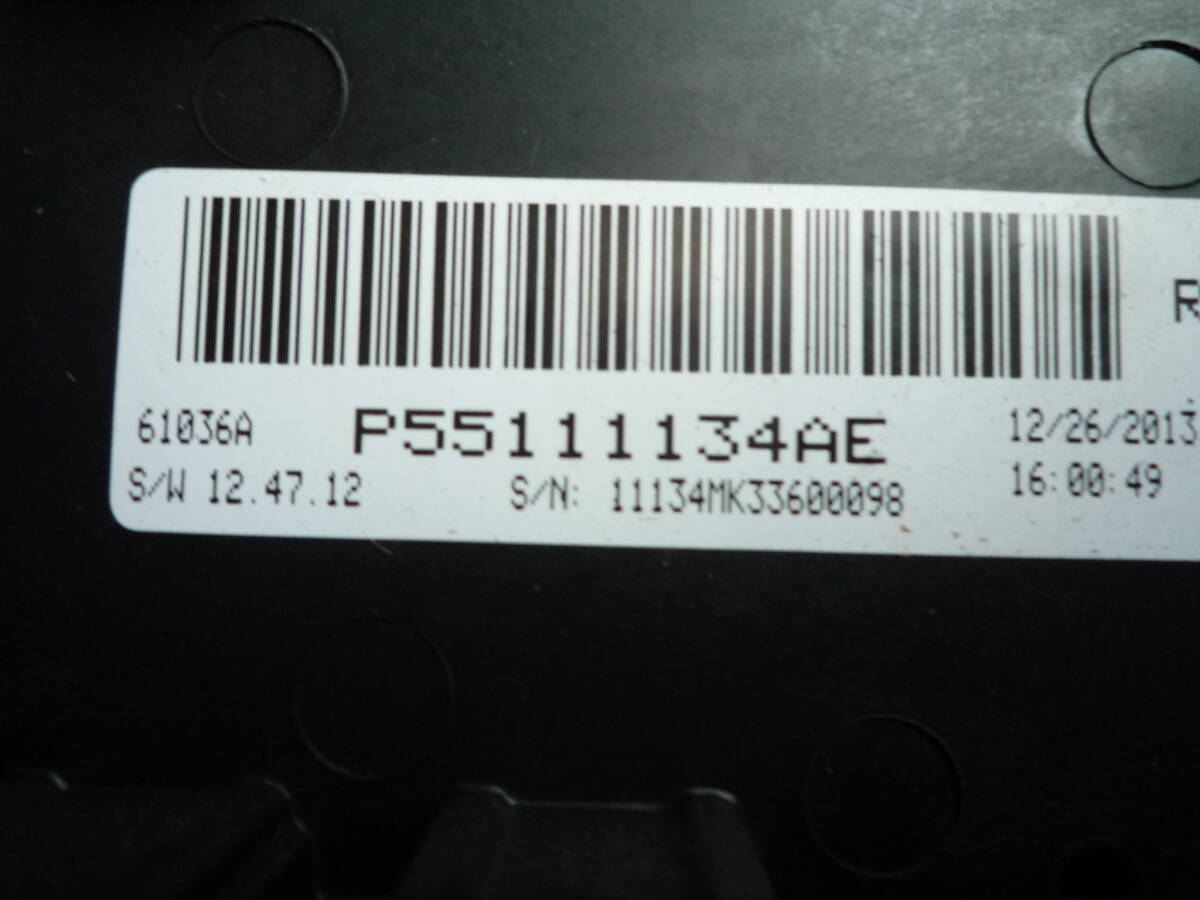 R
61036A P55111134AE 12/26/2013
S/W 12.47.12 S/N: 11134MK33600098 16:00:49